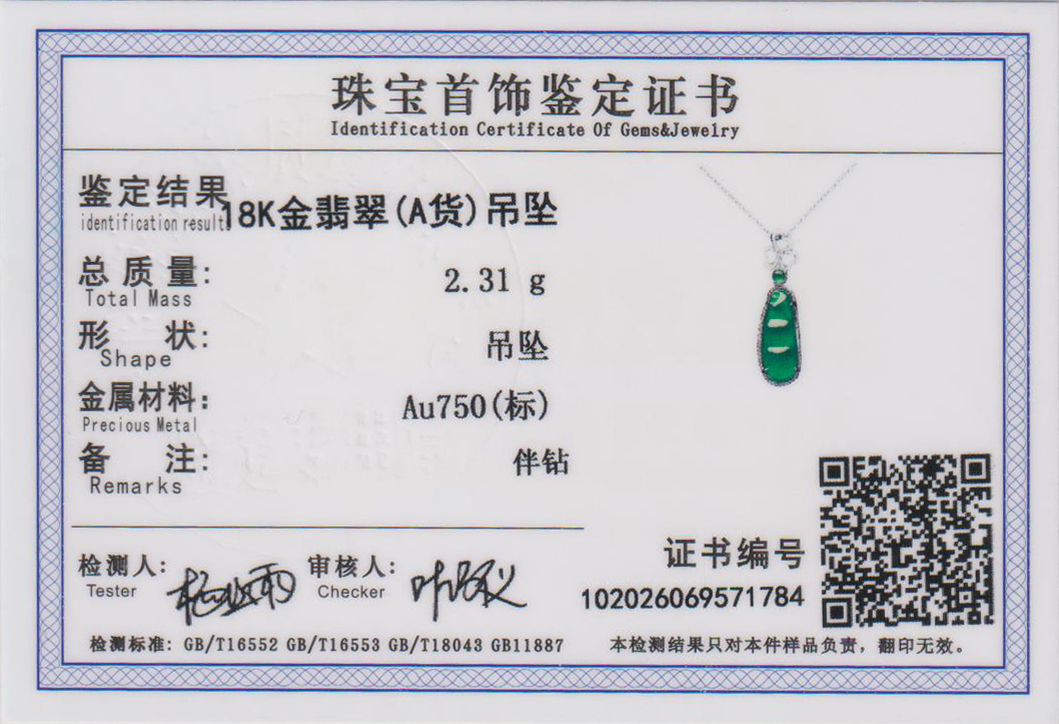 珠宝首饰鉴定证书
Identification Certificate Of Gems&Jewelry
鉴定结果 18K金翡翠(A货)吊坠
identification result
总质量: 2.31 g
Total Mass
形 状: 吊坠
Shape
金属材料: Au750(标)
Precious Metal
备 注: 伴钻
Remarks
检测人: 审核人:
Tester Checker
证书编号
102026069571784
检测标准: GB/T16552 GB/T16553 GB/T18043 GB11887
本检测结果只对本件样品负责，翻印无效。